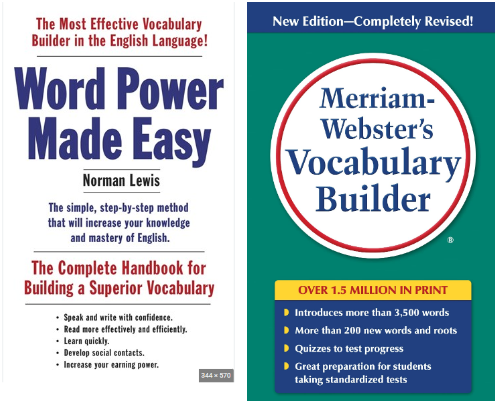 The Most Effective Vocabulary
Builder in the English Language!
Word Power
Made Easy
Norman Lewis
The simple, step-by-step method
that will increase your knowledge
and mastery of English.
The Complete Handbook for
Building a Superior Vocabulary
• Speak and write with confidence.
• Read more effectively and efficiently.
• Learn quickly.
• Develop social contacts.
• Increase your earning power.
344 × 570
New Edition—Completely Revised!
Merriam-
Webster's
Vocabulary
Builder
®
OVER 1.5 MILLION IN PRINT
Introduces more than 3,500 words
More than 200 new words and roots
Quizzes to test progress
Great preparation for students
taking standardized tests